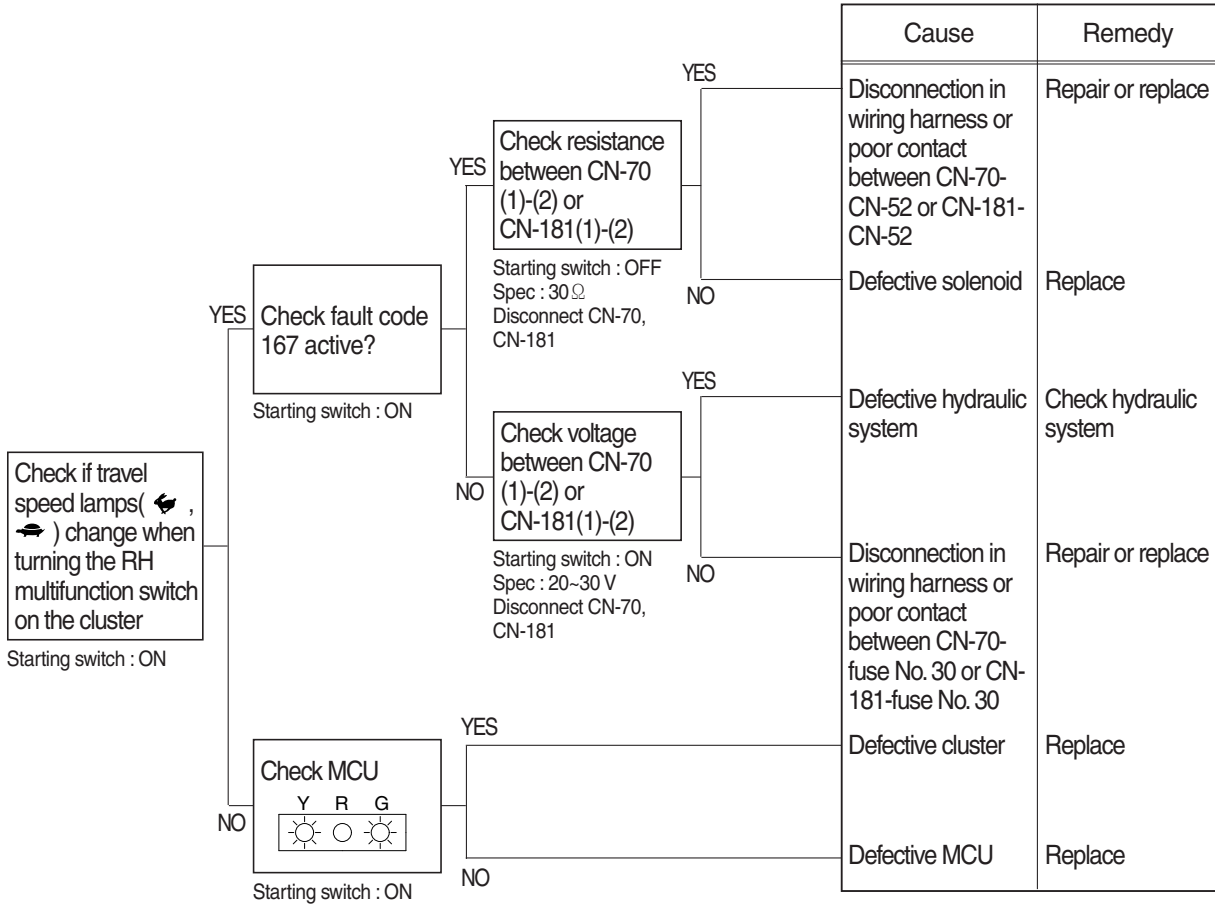 Check if travel
speed lamps( , 
 ) change when
turning the RH
multifunction switch
on the cluster
Starting switch : ON
YES
Check fault code
167 active?
Starting switch : ON
YES
Check resistance
between CN-70
(1)-(2) or
CN-181(1)-(2)
Starting switch : OFF
Spec : 30Ω
Disconnect CN-70,
CN-181
YES
NO
NO
Check voltage
between CN-70
(1)-(2) or
CN-181(1)-(2)
Starting switch : ON
Spec : 20~30 V
Disconnect CN-70,
CN-181
YES
NO
NO
Check MCU
Y R G
Starting switch : ON
YES
NO
Cause Remedy
Disconnection in Repair or replace
wiring harness or
poor contact
between CN-70-
CN-52 or CN-181-
CN-52
Defective solenoid Replace
Defective hydraulic Check hydraulic
system system
Disconnection in Repair or replace
wiring harness or
poor contact
between CN-70-
fuse No. 30 or CN-
181-fuse No. 30
Defective cluster Replace
Defective MCU Replace